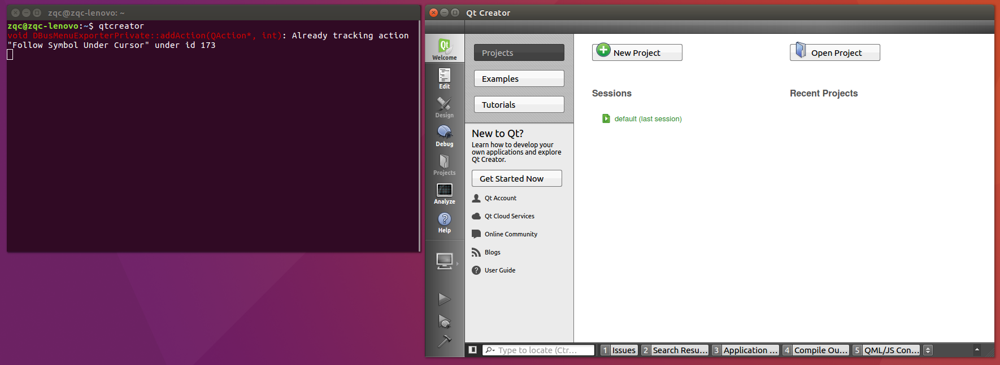 zqc@zqc-lenovo: ~
zqc@zqc-lenovo:~$ qtcreator
void DBusMenuExporterPrivate::addAction(QAction*, int): Already tracking action
"Follow Symbol Under Cursor" under id 173
Qt Creator
Qt
Welcome
Edit
Design
Debug
Projects
Analyze
Help
Projects
Examples
Tutorials
New to Qt?
Learn how to develop your
own applications and explore
Qt Creator.
Get Started Now
Qt Account
Qt Cloud Services
Online Community
Blogs
User Guide
New Project
Open Project
Sessions
Recent Projects
default (last session)
Type to locate (Ctr...
1 Issues
2 Search Resu...
3 Application ...
4 Compile Ou...
5 QML/JS Con...